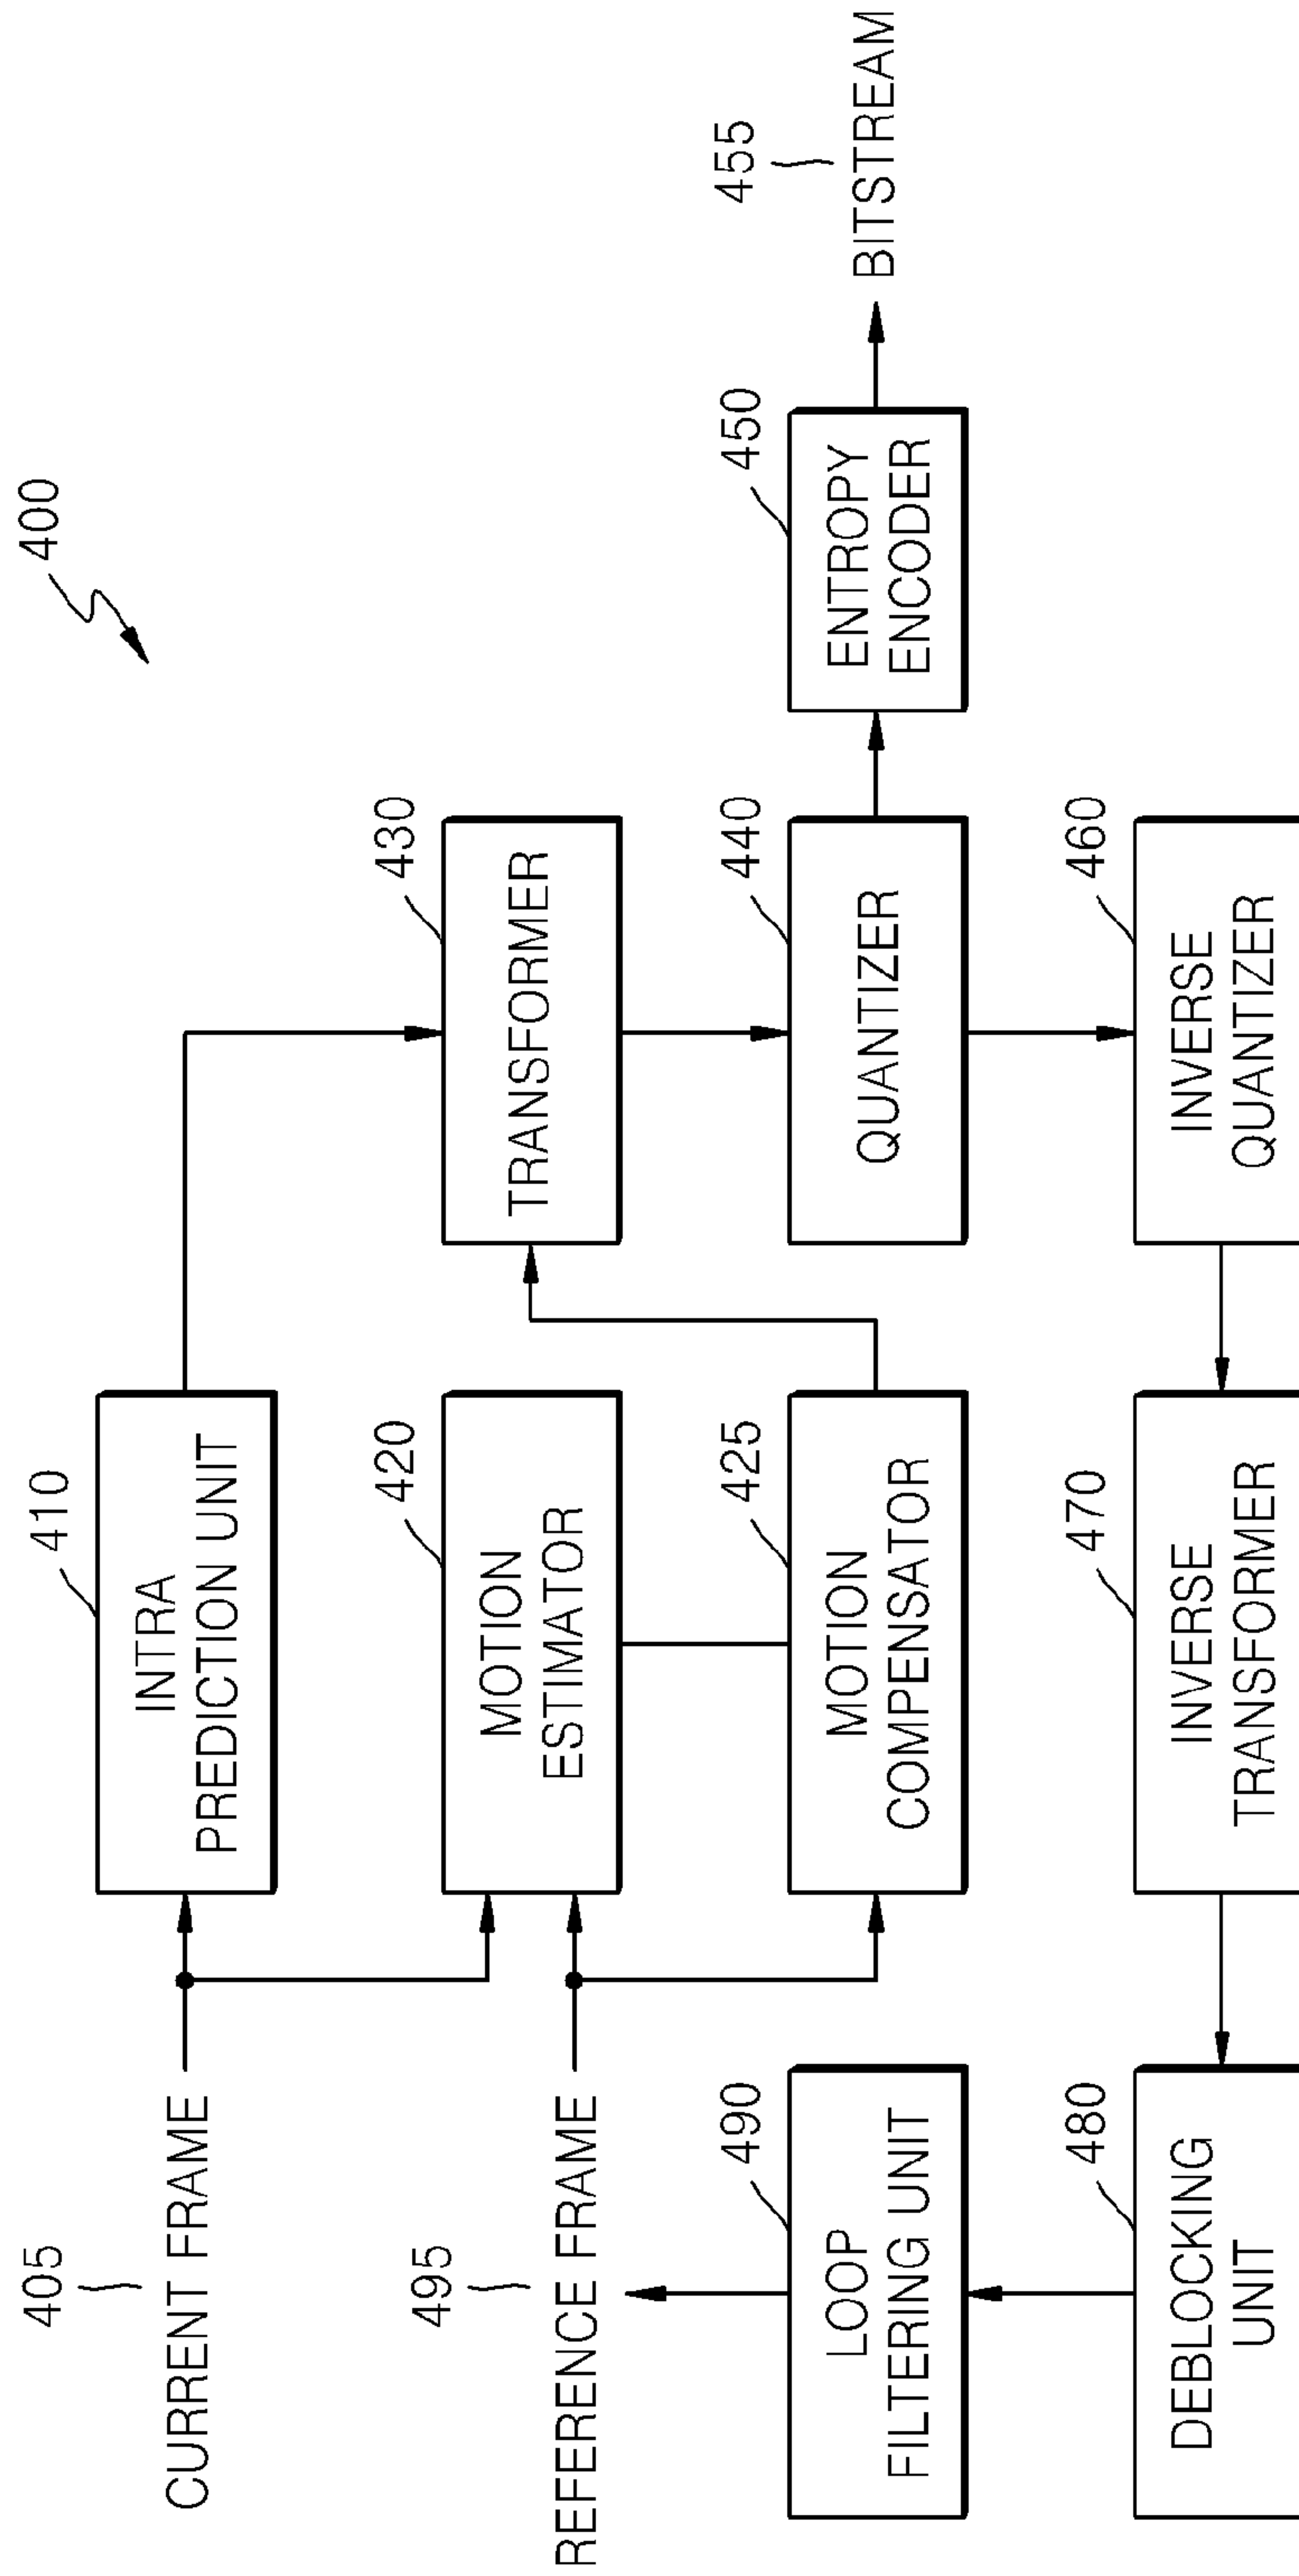 400
405
CURRENT FRAME
410
INTRA
PREDICTION UNIT
495
REFERENCE FRAME
420
MOTION
ESTIMATOR
430
TRANSFORMER
490
LOOP
FILTERING UNIT
425
MOTION
COMPENSATOR
440
QUANTIZER
450
ENTROPY
ENCODER
455
BITSTREAM
480
DEBLOCKING
UNIT
470
INVERSE
TRANSFORMER
460
INVERSE
QUANTIZER